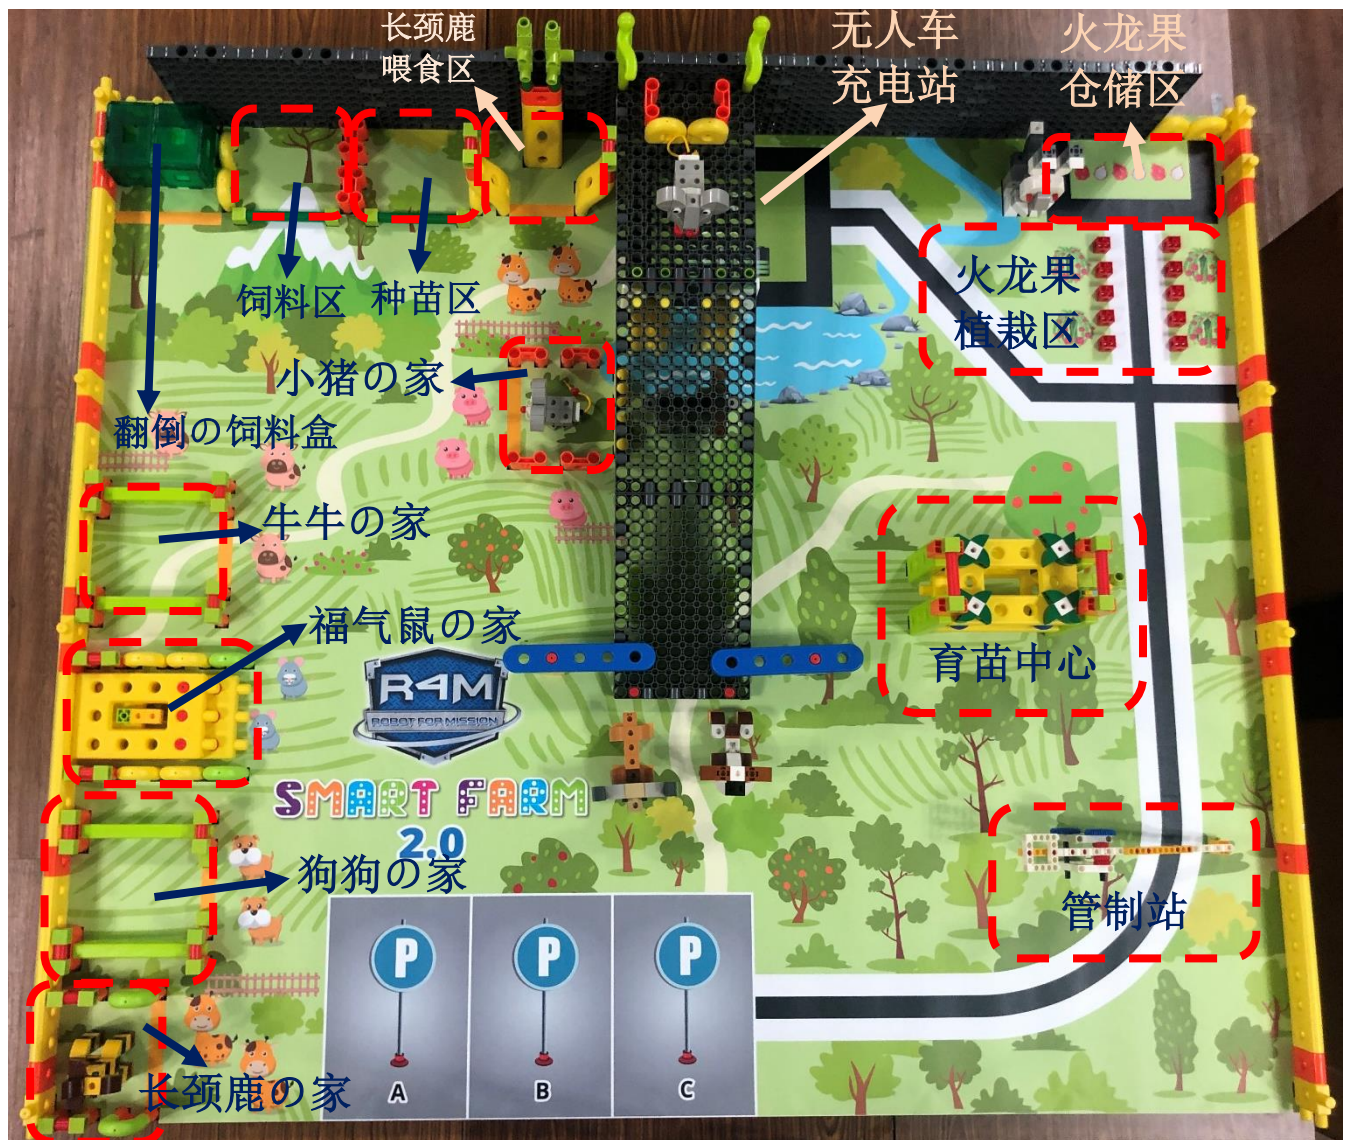 长颈鹿
喂食区
无人车
充电站
火龙果
仓储区
饲料区
种苗区
火龙果
植栽区
小猪の家
翻倒の饲料盒
牛牛の家
福气鼠の家
育苗中心
R4M
ROBOT FOR MISSION
SMART FARM
2.0
狗狗の家
管制站
P
P
P
A
B
C
长颈鹿の家